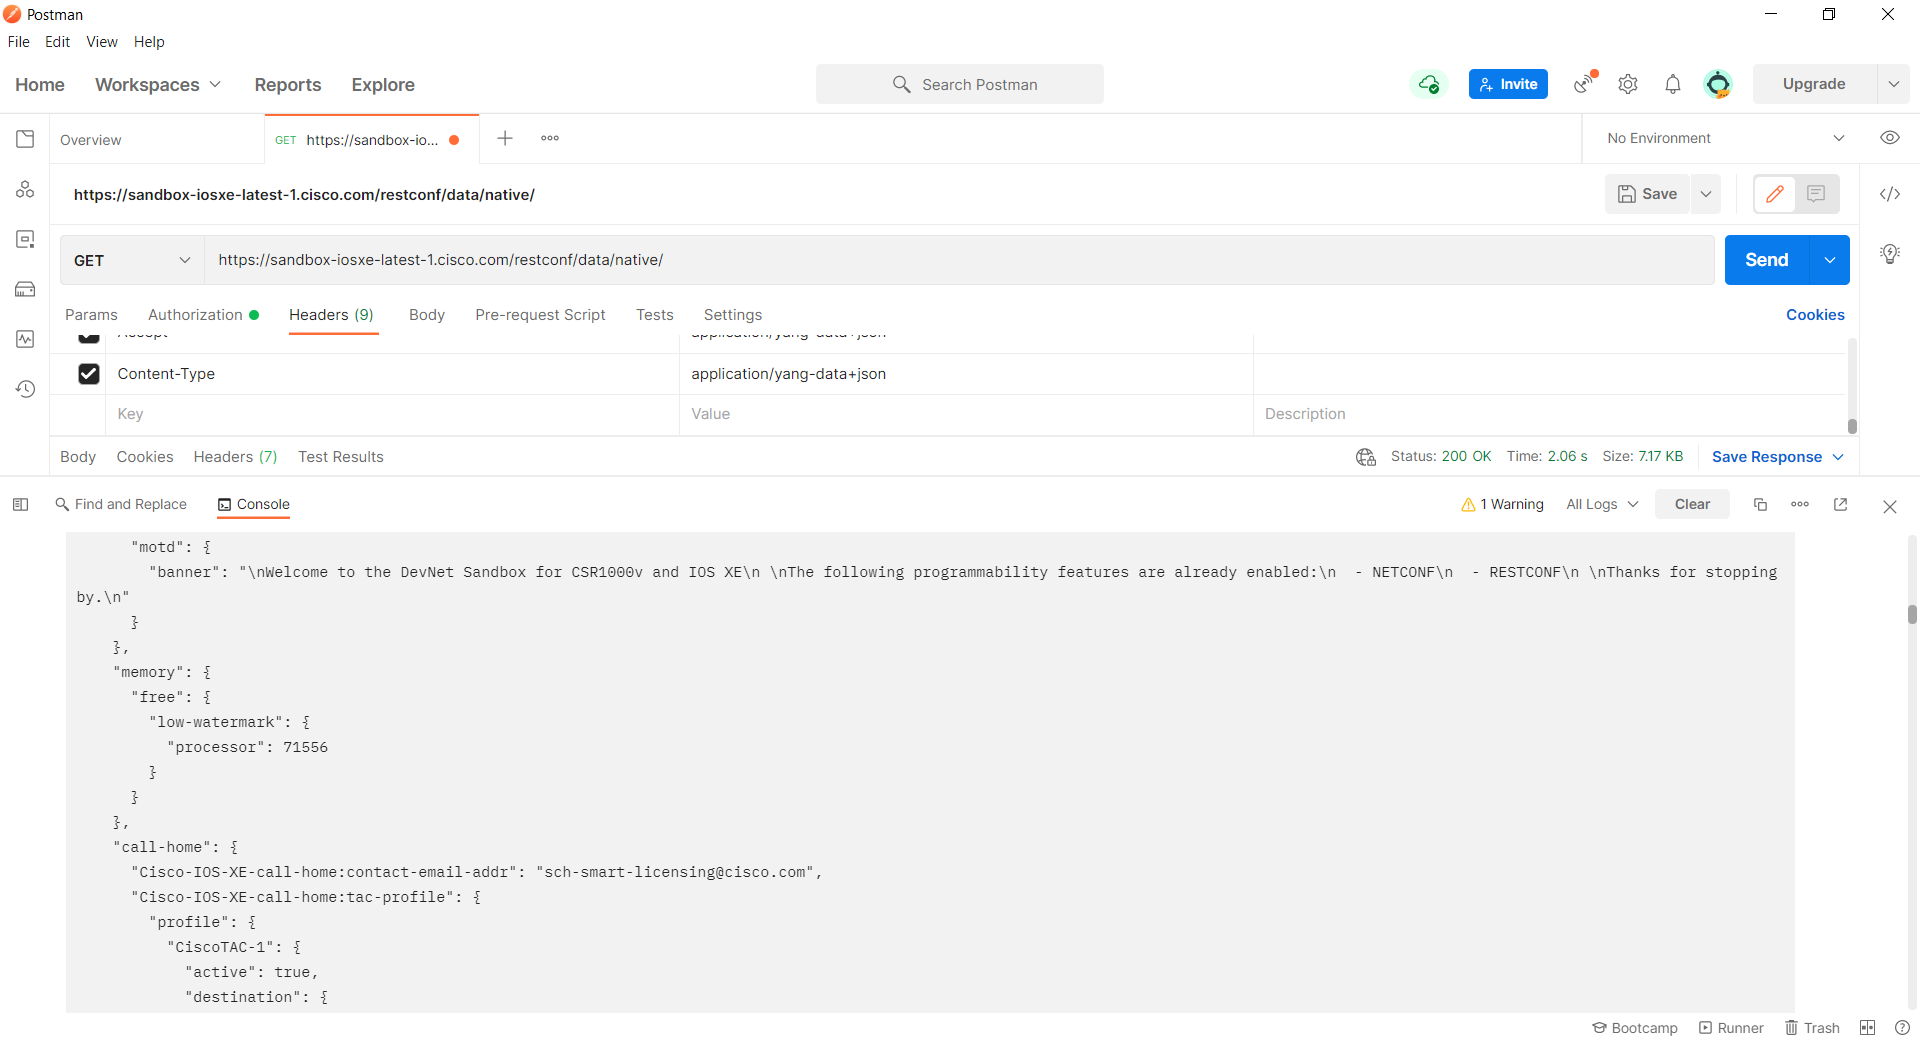 Postman
File Edit View Help
Home Workspaces Reports Explore Search Postman Invite Upgrade
Overview GET https://sandbox-io... No Environment
https://sandbox-iosxe-latest-1.cisco.com/restconf/data/native/ Save
GET https://sandbox-iosxe-latest-1.cisco.com/restconf/data/native/ Send
Params Authorization Headers (9) Body Pre-request Script Tests Settings Cookies
Accept application/yang-data+json
Content-Type application/yang-data+json
Key Value Description
Body Cookies Headers (7) Test Results Status: 200 OK Time: 2.06 s Size: 7.17 KB Save Response
Find and Replace Console 1 Warning All Logs Clear
"motd": {
"banner": "\nWelcome to the DevNet Sandbox for CSR1000v and IOS XE\n \nThe following programmability features are already enabled:\n  - NETCONF\n  - RESTCONF\n \nThanks for stopping
by.\n"
}
},
"memory": {
"free": {
"low-watermark": {
"processor": 71556
}
}
},
"call-home": {
"Cisco-IOS-XE-call-home:contact-email-addr": "sch-smart-licensing@cisco.com",
"Cisco-IOS-XE-call-home:tac-profile": {
"profile": {
"CiscoTAC-1": {
"active": true,
"destination": {
Bootcamp Runner Trash